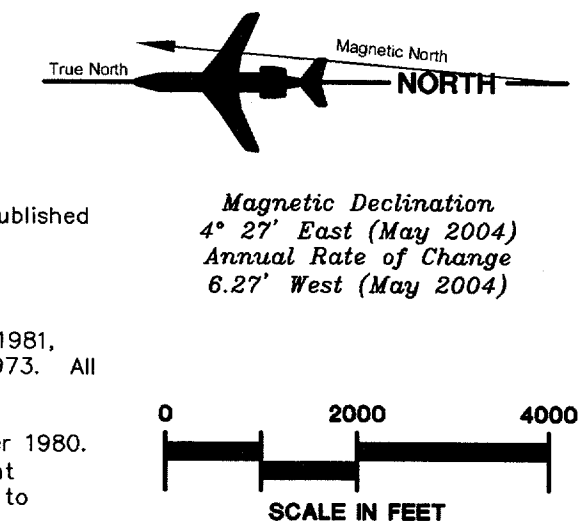 Magnetic North
True North
NORTH
ublished
Magnetic Declination
4° 27' East (May 2004)
Annual Rate of Change
6.27' West (May 2004)
1981,
973. All
er 1980.
nt
to
0 2000 4000
SCALE IN FEET